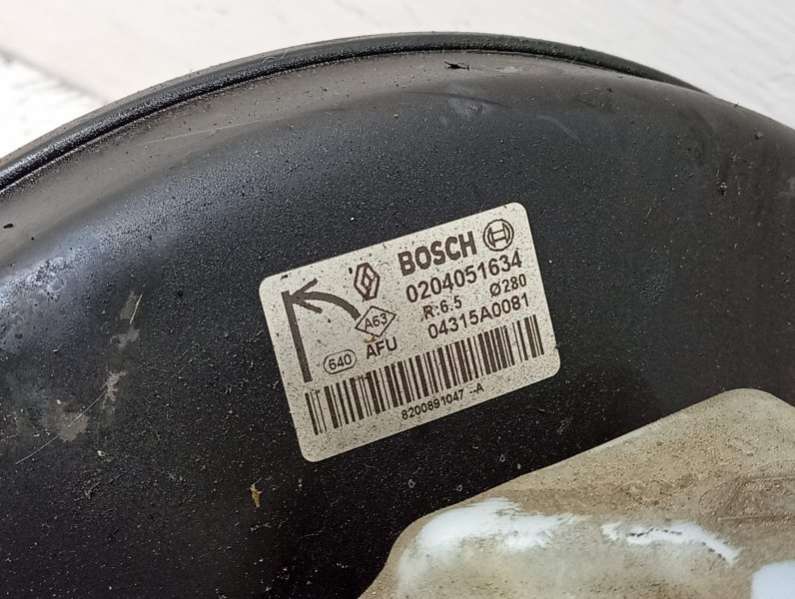 BOSCH
0204051634
R:6.5 Ø280
A63
04315A0081
640 AFU
8200891047 -A